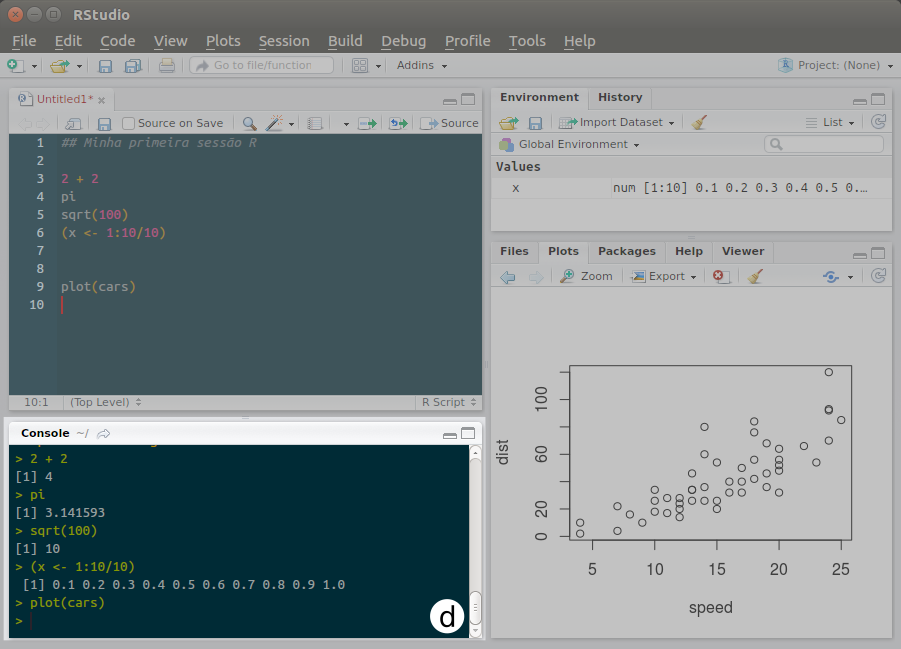 RStudio
File Edit Code View Plots Session Build Debug Profile Tools Help
Go to file/function Addins Project: (None)
Untitled1*
Source on Save Source
1 ## Minha primeira sessão R
2
3 2 + 2
4 pi
5 sqrt(100)
6 (x <- 1:10/10)
7
8
9 plot(cars)
10
10:1 (Top Level) R Script
Console ~/
> 2 + 2
[1] 4
> pi
[1] 3.141593
> sqrt(100)
[1] 10
> (x <- 1:10/10)
[1] 0.1 0.2 0.3 0.4 0.5 0.6 0.7 0.8 0.9 1.0
> plot(cars)
>
d
Environment History
Import Dataset List
Global Environment
Values
x num [1:10] 0.1 0.2 0.3 0.4 0.5 0.…
Files Plots Packages Help Viewer
Zoom Export
dist
100
60
20
0
5 10 15 20 25
speed